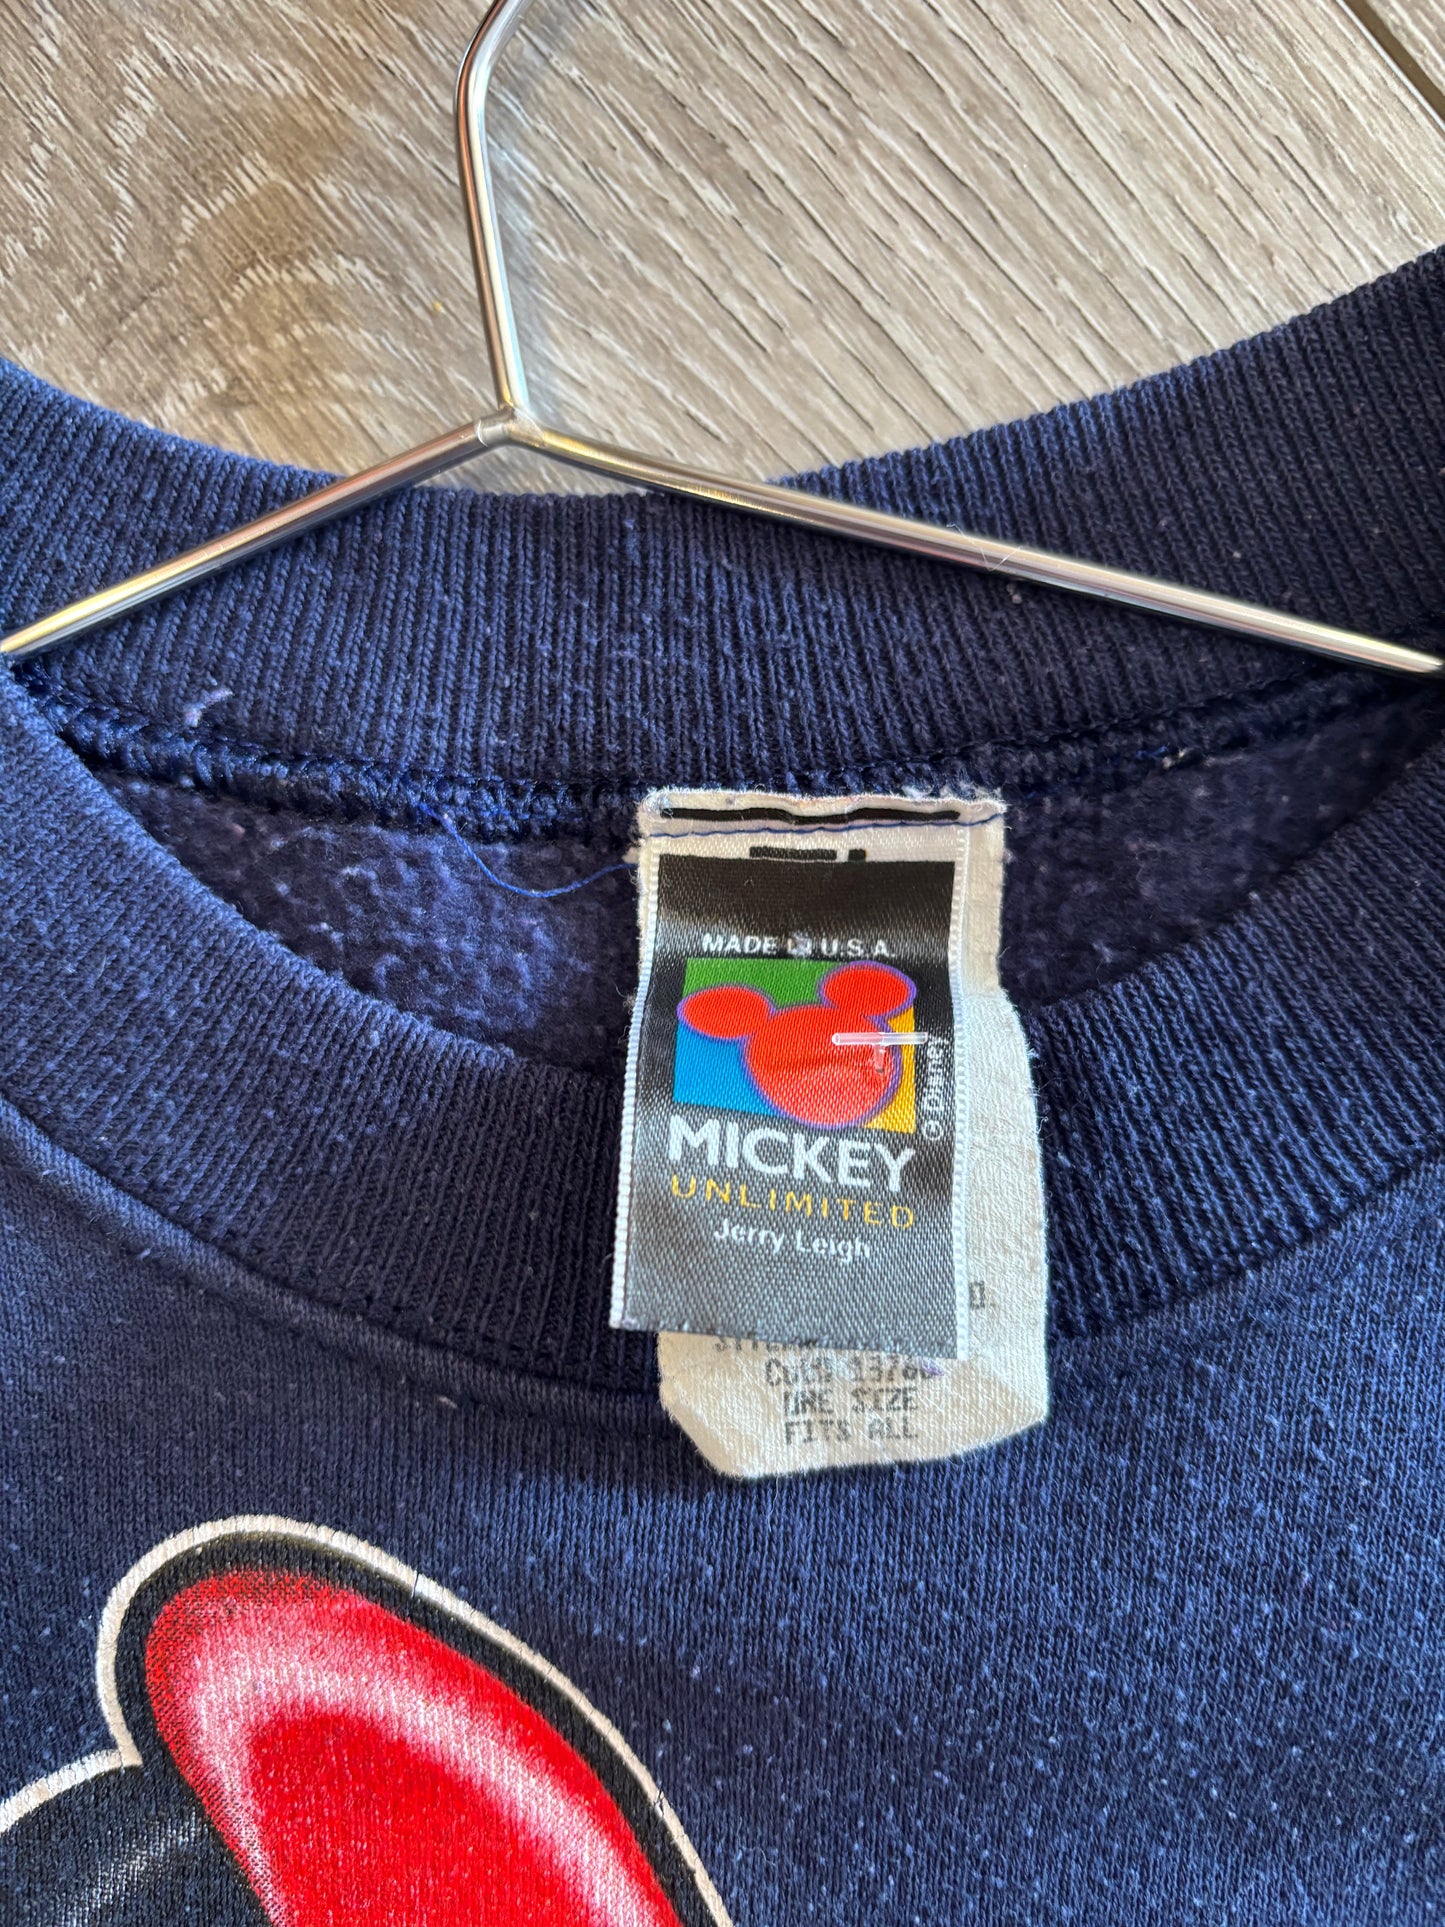 MADE IN U.S.A.
© Disney
MICKEY
UNLIMITED
Jerry Leigh
ONE SIZE
FITS ALL